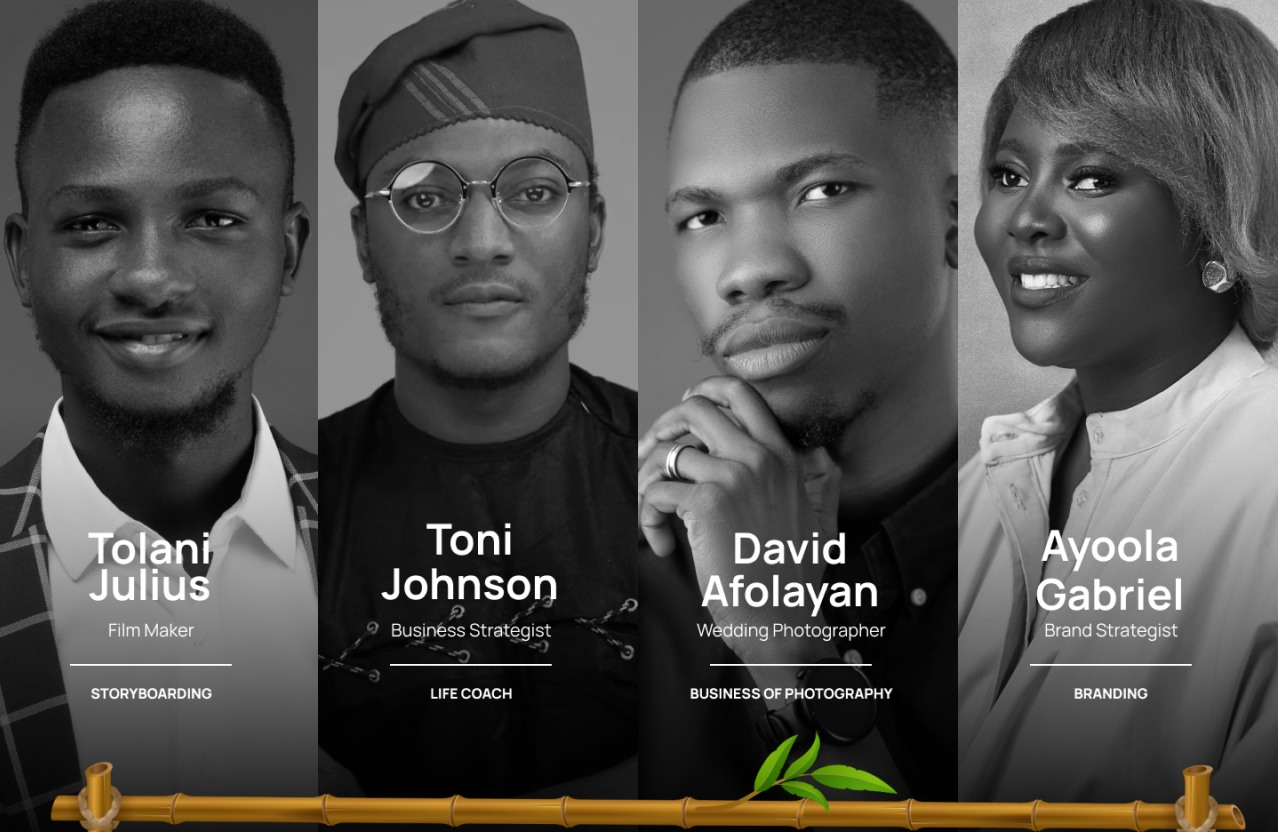 Tolani
Julius
Film Maker
STORYBOARDING
Toni
Johnson
Business Strategist
LIFE COACH
David
Afolayan
Wedding Photographer
BUSINESS OF PHOTOGRAPHY
Ayoola
Gabriel
Brand Strategist
BRANDING